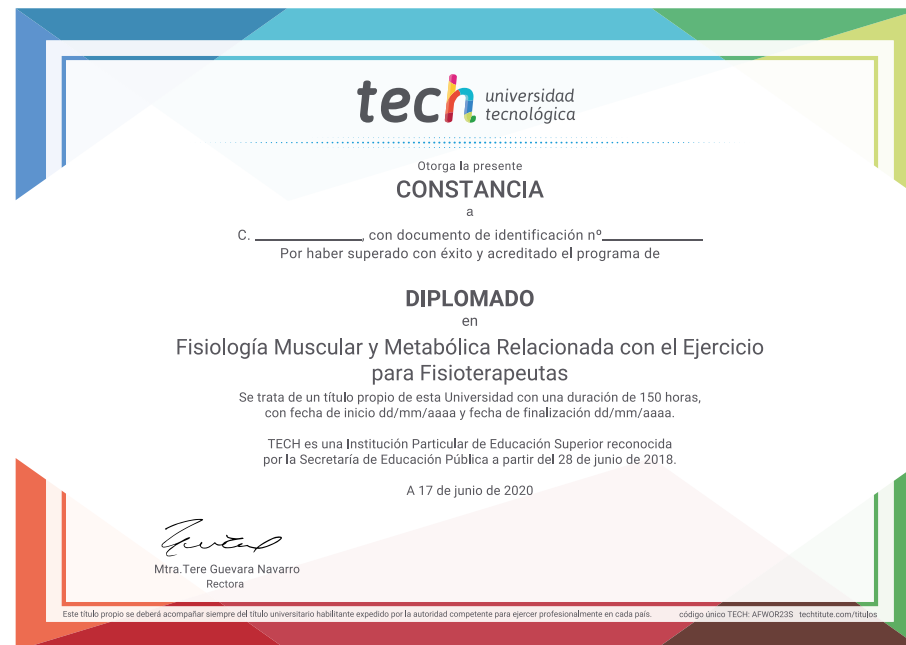 tech universidad
tecnológica
Otorga la presente
CONSTANCIA
a
C. ____________, con documento de identificación nº____________
Por haber superado con éxito y acreditado el programa de
DIPLOMADO
en
Fisiología Muscular y Metabólica Relacionada con el Ejercicio
para Fisioterapeutas
Se trata de un título propio de esta Universidad con una duración de 150 horas,
con fecha de inicio dd/mm/aaaa y fecha de finalización dd/mm/aaaa.
TECH es una Institución Particular de Educación Superior reconocida
por la Secretaría de Educación Pública a partir del 28 de junio de 2018.
A 17 de junio de 2020
Mtra.Tere Guevara Navarro
Rectora
Este título propio se deberá acompañar siempre del título universitario habilitante expedido por la autoridad competente para ejercer profesionalmente en cada país. código único TECH: AFWOR23S techtitute.com/titulos